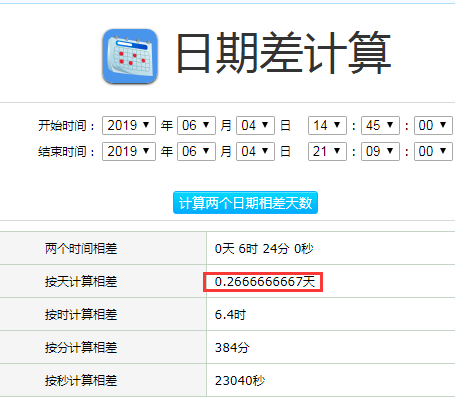 日期差计算
开始时间： 2019 年 06 月 04 日 14 : 45 : 00
结束时间： 2019 年 06 月 04 日 21 : 09 : 00
计算两个日期相差天数
两个时间相差 0天 6时 24分 0秒
按天计算相差 0.2666666667天
按时计算相差 6.4时
按分计算相差 384分
按秒计算相差 23040秒